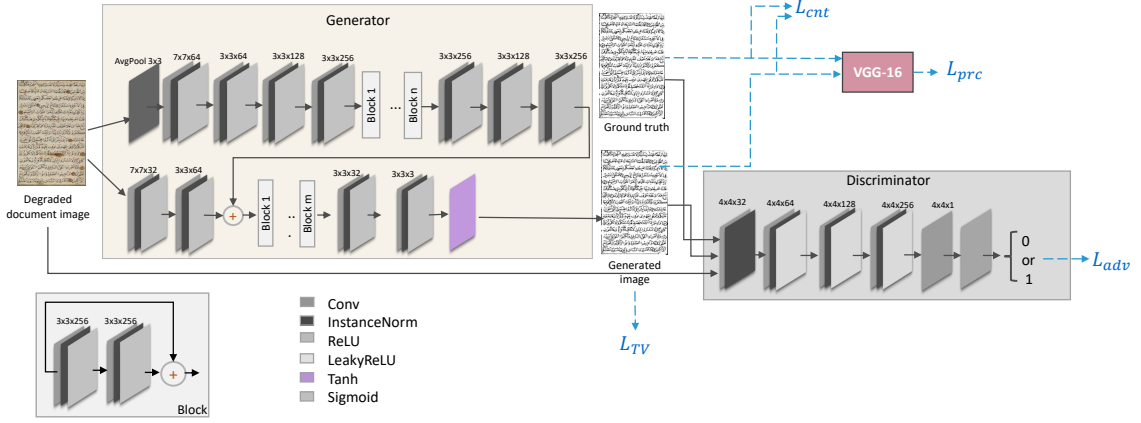 Generator
AvgPool 3x3
7x7x64
3x3x64
3x3x128
3x3x256
Block 1
...
Block n
3x3x256
3x3x128
3x3x256
Ground truth
L_cnt
VGG-16
L_prc
Degraded
document image
7x7x32
3x3x64
+
Block 1
. .
Block m
3x3x32
3x3x3
Generated
image
L_TV
Discriminator
4x4x32
4x4x64
4x4x128
4x4x256
4x4x1
0
or
1
L_adv
3x3x256
3x3x256
+
Block
Conv
InstanceNorm
ReLU
LeakyReLU
Tanh
Sigmoid